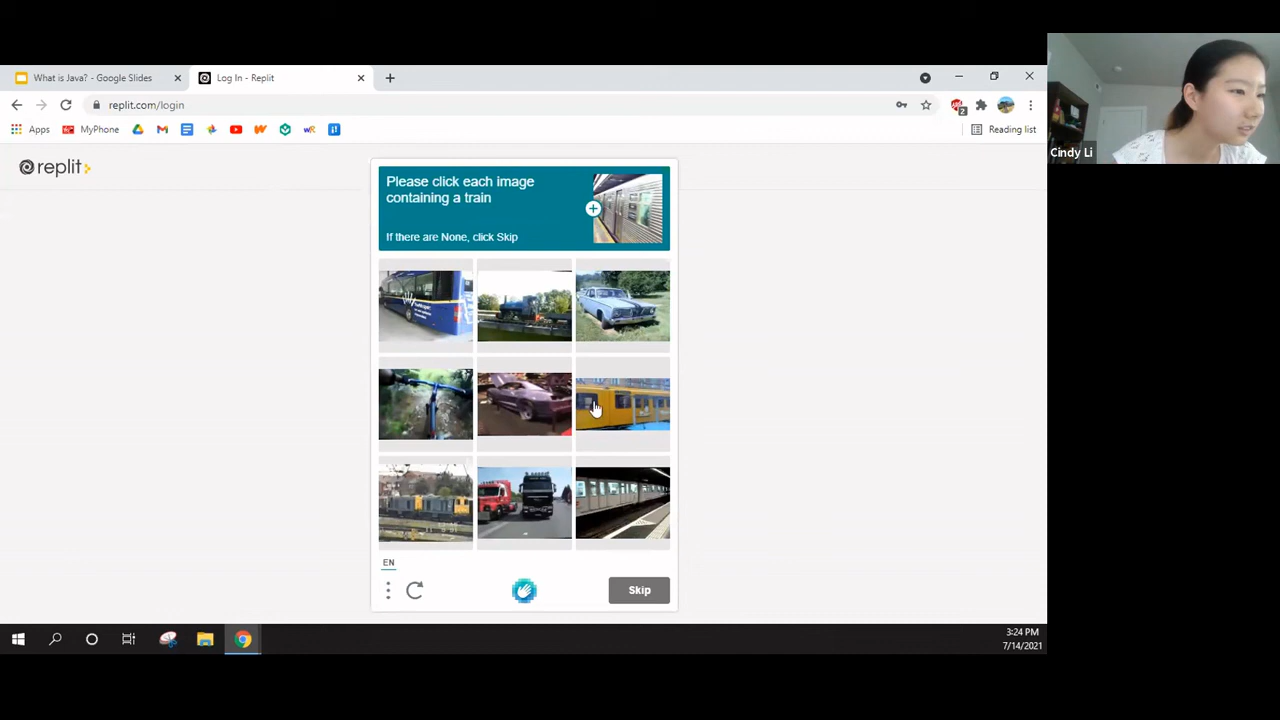 What is Java? - Google Slides
Log In - Replit
replit.com/login
2
Apps
MyPhone
Reading list
Cindy Li
replit
Please click each image
containing a train
If there are None, click Skip
EN
Skip
3:24 PM
7/14/2021